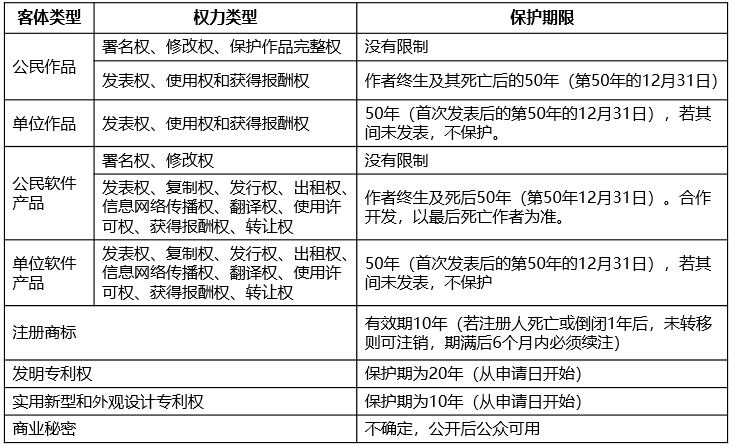 客体类型 权力类型 保护期限
公民作品
署名权、修改权、保护作品完整权 没有限制
发表权、使用权和获得报酬权 作者终生及其死亡后的50年（第50年的12月31日）
单位作品 发表权、使用权和获得报酬权
50年（首次发表后的第50年的12月31日），若其
间未发表，不保护。
公民软件
产品
署名权、修改权 没有限制
发表权、复制权、发行权、出租权、
信息网络传播权、翻译权、使用许
可权、获得报酬权、转让权
作者终生及死后50年（第50年12月31日）。合作
开发，以最后死亡作者为准。
单位软件
产品
发表权、复制权、发行权、出租权、
信息网络传播权、翻译权、使用许
可权、获得报酬权、转让权
50年（首次发表后的第50年的12月31日），若其
间未发表，不保护
注册商标
有效期10年（若注册人死亡或倒闭1年后，未转移
则可注销，期满后6个月内必须续注）
发明专利权 保护期为20年（从申请日开始）
实用新型和外观设计专利权 保护期为10年（从申请日开始）
商业秘密 不确定，公开后公众可用